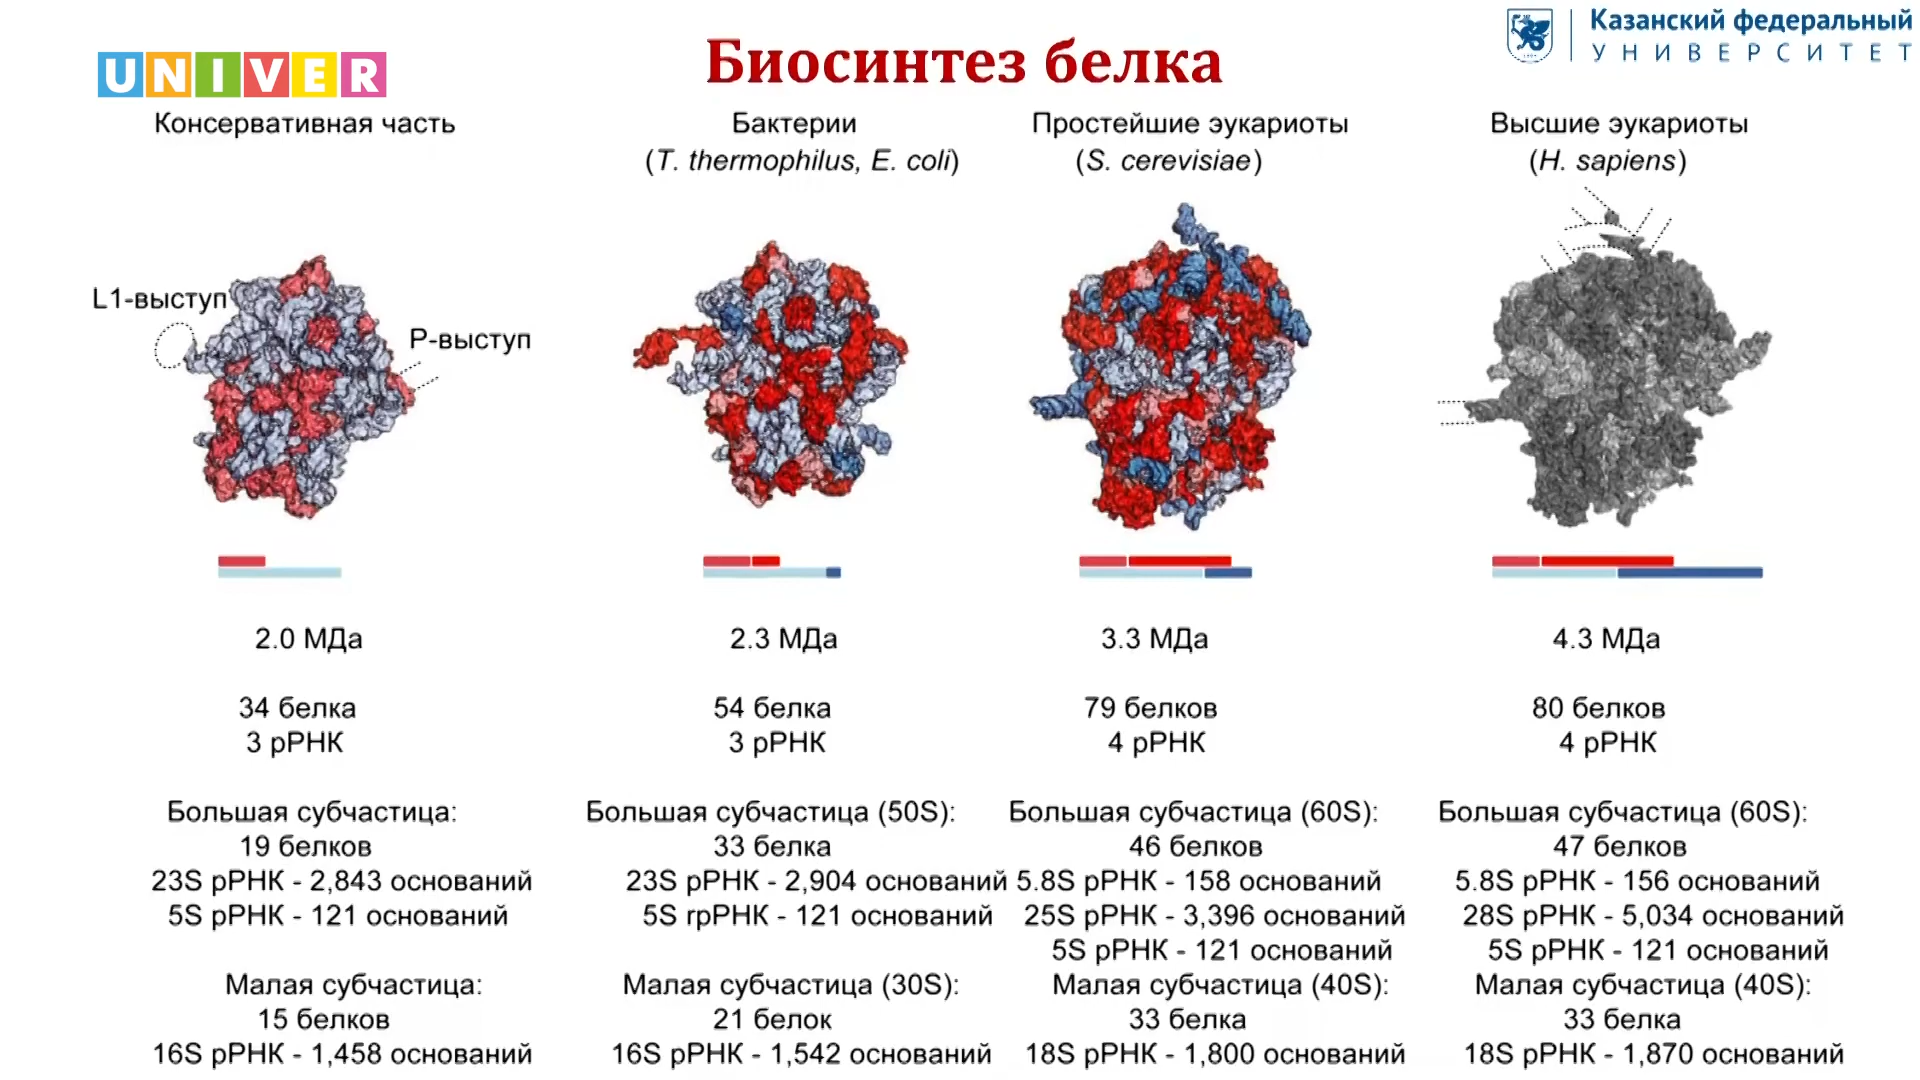 UNIVER
Биосинтез белка
Казанский федеральный
УНИВЕРСИТЕТ
Консервативная часть
L1-выступ
Р-выступ
2.0 МДа
34 белка
3 рРНК
Большая субчастица:
19 белков
23S рРНК - 2,843 оснований
5S рРНК - 121 оснований
Малая субчастица:
15 белков
16S рРНК - 1,458 оснований
Бактерии
(T. thermophilus, E. coli)
2.3 МДа
54 белка
3 рРНК
Большая субчастица (50S):
33 белка
23S рРНК - 2,904 оснований
5S rрРНК - 121 оснований
Малая субчастица (30S):
21 белок
16S рРНК - 1,542 оснований
Простейшие эукариоты
(S. cerevisiae)
3.3 МДа
79 белков
4 рРНК
Большая субчастица (60S):
46 белков
5.8S рРНК - 158 оснований
25S рРНК - 3,396 оснований
5S рРНК - 121 оснований
Малая субчастица (40S):
33 белка
18S рРНК - 1,800 оснований
Высшие эукариоты
(H. sapiens)
4.3 МДа
80 белков
4 рРНК
Большая субчастица (60S):
47 белков
5.8S рРНК - 156 оснований
28S рРНК - 5,034 оснований
5S рРНК - 121 оснований
Малая субчастица (40S):
33 белка
18S рРНК - 1,870 оснований